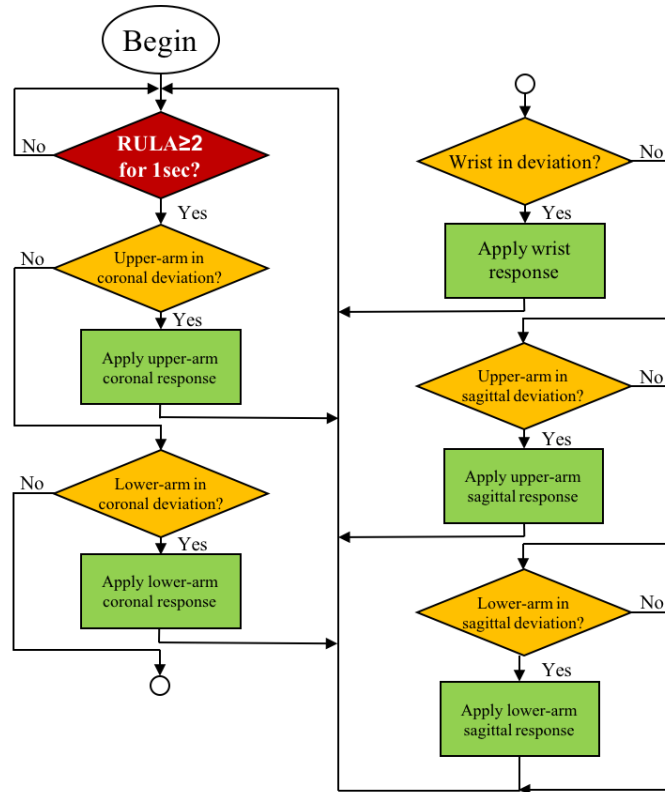 Begin
No
RULA≥2
for 1sec?
Yes
No
Upper-arm in
coronal deviation?
Yes
Apply upper-arm
coronal response
No
Lower-arm in
coronal deviation?
Yes
Apply lower-arm
coronal response
Wrist in deviation?
No
Yes
Apply wrist
response
Upper-arm in
sagittal deviation?
No
Yes
Apply upper-arm
sagittal response
Lower-arm in
sagittal deviation?
No
Yes
Apply lower-arm
sagittal response